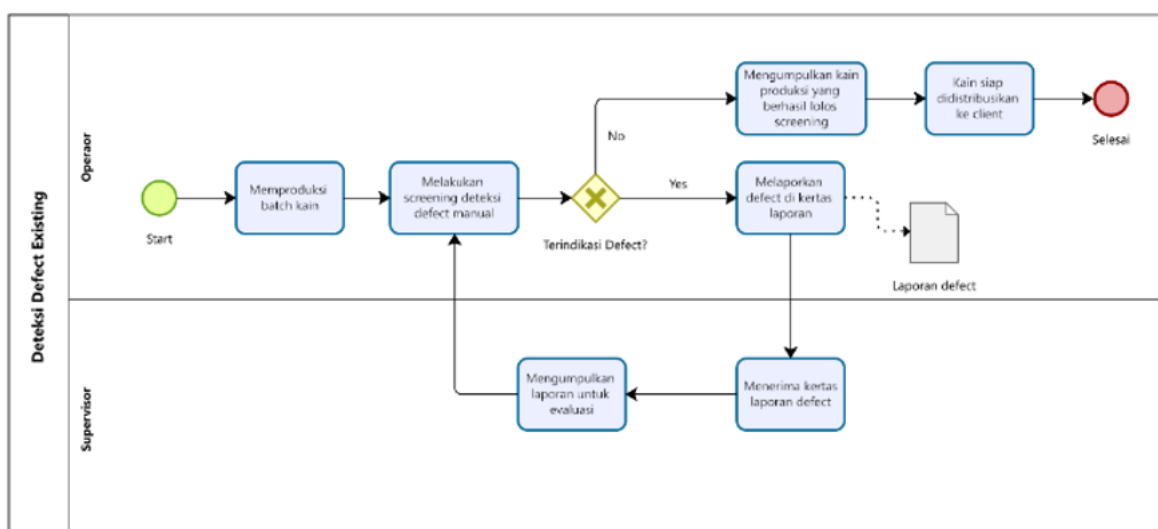 Deteksi Defect Existing
Operaor
Start
Memproduksi
batch kain
Melakukan
screening deteksi
defect manual
Terindikasi Defect?
No
Yes
Mengumpulkan kain
produksi yang
berhasil lolos
screening
Kain siap
didistribusikan
ke client
Selesai
Melaporkan
defect di kertas
laporan
Laporan defect
Supervisor
Mengumpulkan
laporan untuk
evaluasi
Menerima kertas
laporan defect